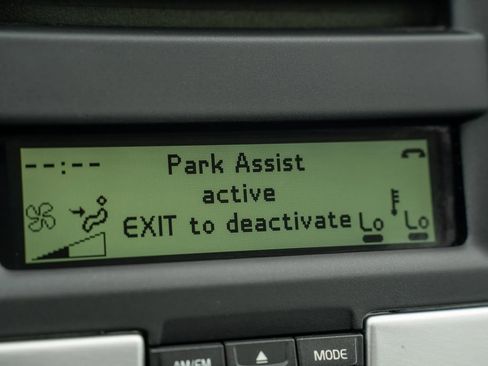 --:-- Park Assist
active
EXIT to deactivate Lo Lo
AM/FM MODE